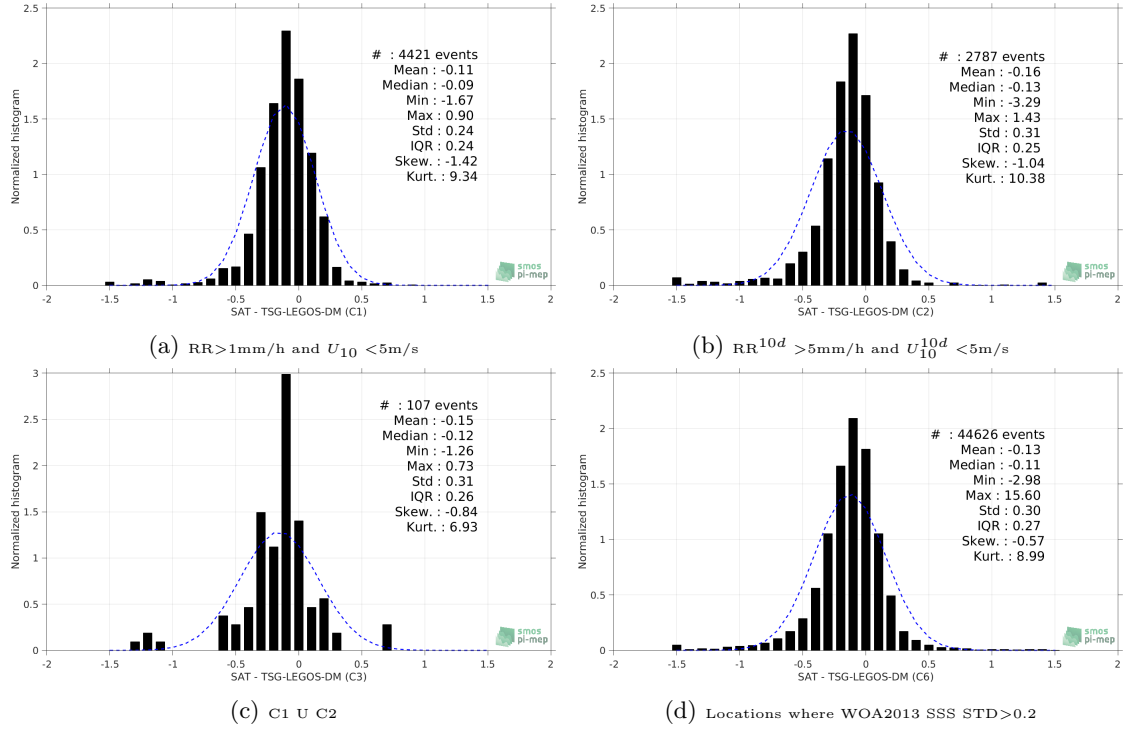 2.5
2
1.5
1
0.5
0
Normalized histogram
# : 4421 events
Mean : -0.11
Median : -0.09
Min : -1.67
Max : 0.90
Std : 0.24
IQR : 0.24
Skew. : -1.42
Kurt. : 9.34
smos
pi-mep
-2 -1.5 -1 -0.5 0 0.5 1 1.5 2
SAT - TSG-LEGOS-DM (C1)
(a) RR>1mm/h and U10 <5m/s
2.5
2
1.5
1
0.5
0
Normalized histogram
# : 2787 events
Mean : -0.16
Median : -0.13
Min : -3.29
Max : 1.43
Std : 0.31
IQR : 0.25
Skew. : -1.04
Kurt. : 10.38
smos
pi-mep
-2 -1.5 -1 -0.5 0 0.5 1 1.5 2
SAT - TSG-LEGOS-DM (C2)
(b) RR^10d >5mm/h and U10^10d <5m/s
3
2.5
2
1.5
1
0.5
0
Normalized histogram
# : 107 events
Mean : -0.15
Median : -0.12
Min : -1.26
Max : 0.73
Std : 0.31
IQR : 0.26
Skew. : -0.84
Kurt. : 6.93
smos
pi-mep
-2 -1.5 -1 -0.5 0 0.5 1 1.5 2
SAT - TSG-LEGOS-DM (C3)
(c) C1 U C2
2.5
2
1.5
1
0.5
0
Normalized histogram
# : 44626 events
Mean : -0.13
Median : -0.11
Min : -2.98
Max : 15.60
Std : 0.30
IQR : 0.27
Skew. : -0.57
Kurt. : 8.99
smos
pi-mep
-2 -1.5 -1 -0.5 0 0.5 1 1.5 2
SAT - TSG-LEGOS-DM (C6)
(d) Locations where WOA2013 SSS STD>0.2